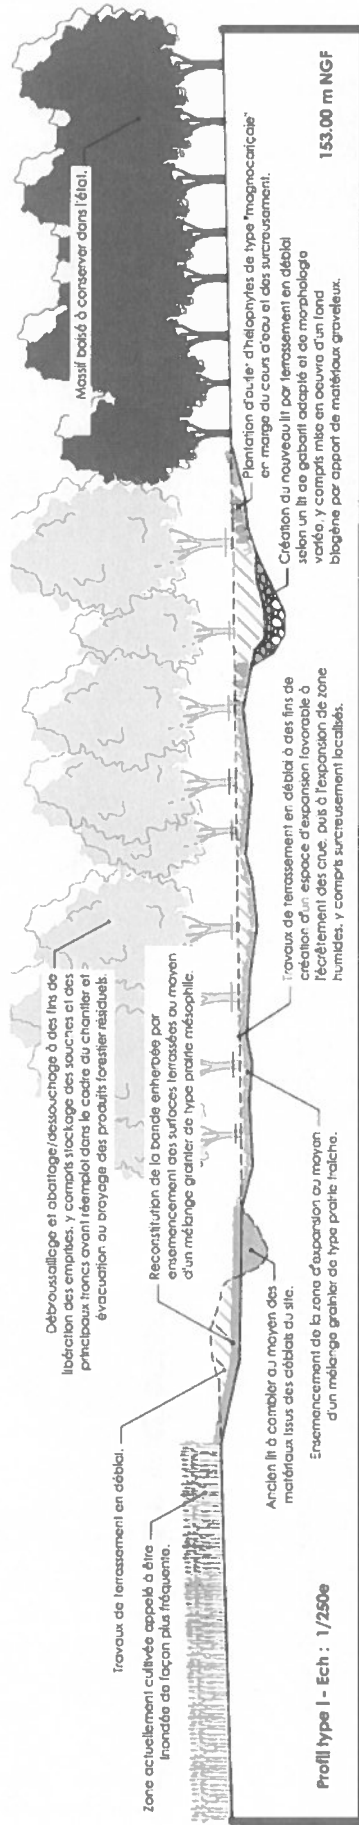 Travaux de terrassement en déblai.
Zone actuellement cultivée appelé à être
inondée de façon plus fréquente.
Débroussaillage et abattage/dessouchage à des fins de
libération des emprises, y compris stockage des souches et des
principaux troncs avant réemploi dans le cadre du chantier et
évacuation ou broyage des produits forestier résiduels.
Reconstitution de la bande enherbée par
ensemencement des surfaces terrassées au moyen
d'un mélange grainier de type prairie mésophile.
Massif boisé à conserver dans l'état.
Ancien lit à combler au moyen des
matériaux issus des déblais du site.
Ensemencement de la zone d'expansion au moyen
d'un mélange grainier de type prairie fraîche.
Travaux de terrassement en déblai à des fins de
création d'un espace d'expansion favorable à
l'écrêtement des crue, puis à l'expansion de zone
humides, y compris surcreusement localisés.
Plantation d'hélophytes de type "magnocariçaie"
en marge du cours d'eau et des surcreusement.
Création du nouveau lit par terrassement en déblai
selon un lit de gabarit adapté et de morphologie
variée, y compris mise en oeuvre d'un fond
biogène par apport de matériaux graveleux.
Profil type 1 - Ech : 1/250e
153.00 m NGF